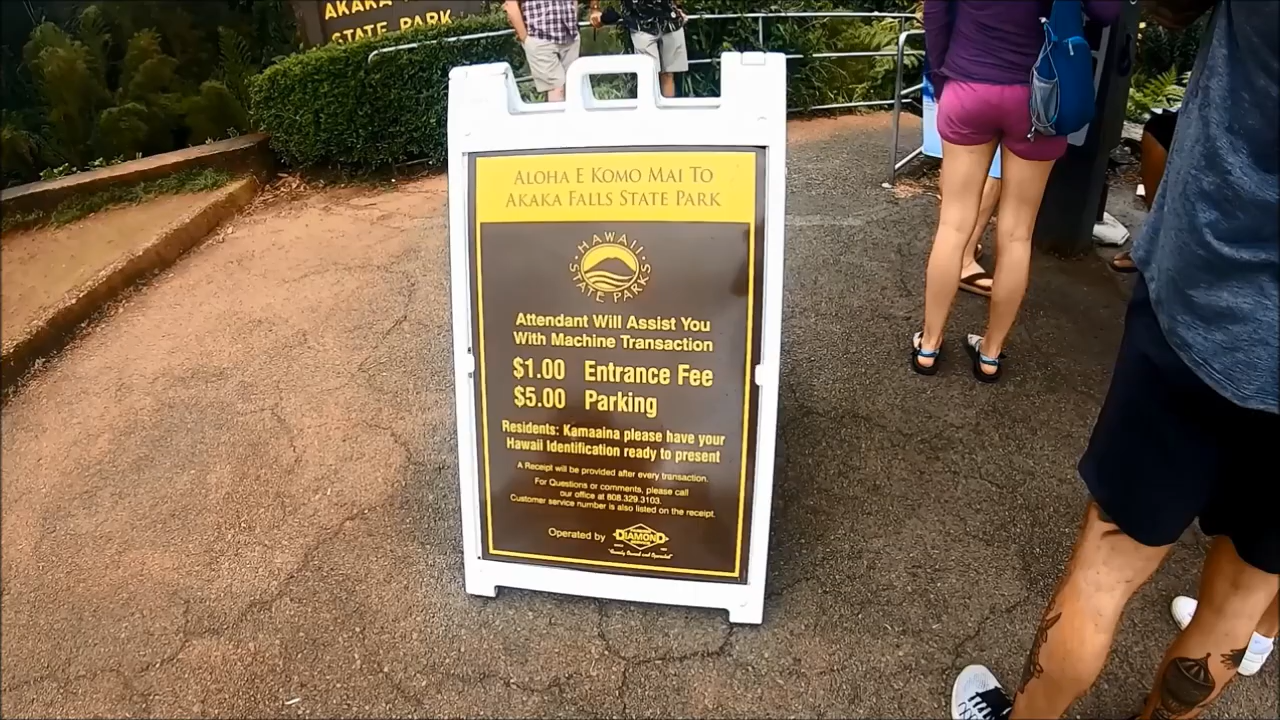 AKAKA
STATE PARK
ALOHA E KOMO MAI TO
AKAKA FALLS STATE PARK
HAWAII
STATE PARKS
Attendant Will Assist You
With Machine Transaction
$1.00 Entrance Fee
$5.00 Parking
Residents: Kamaaina please have your
Hawaii Identification ready to present
A Receipt will be provided after every transaction.
For Questions or comments, please call
our office at 808.329.3103.
Customer service number is also listed on the receipt.
Operated by
DIAMOND